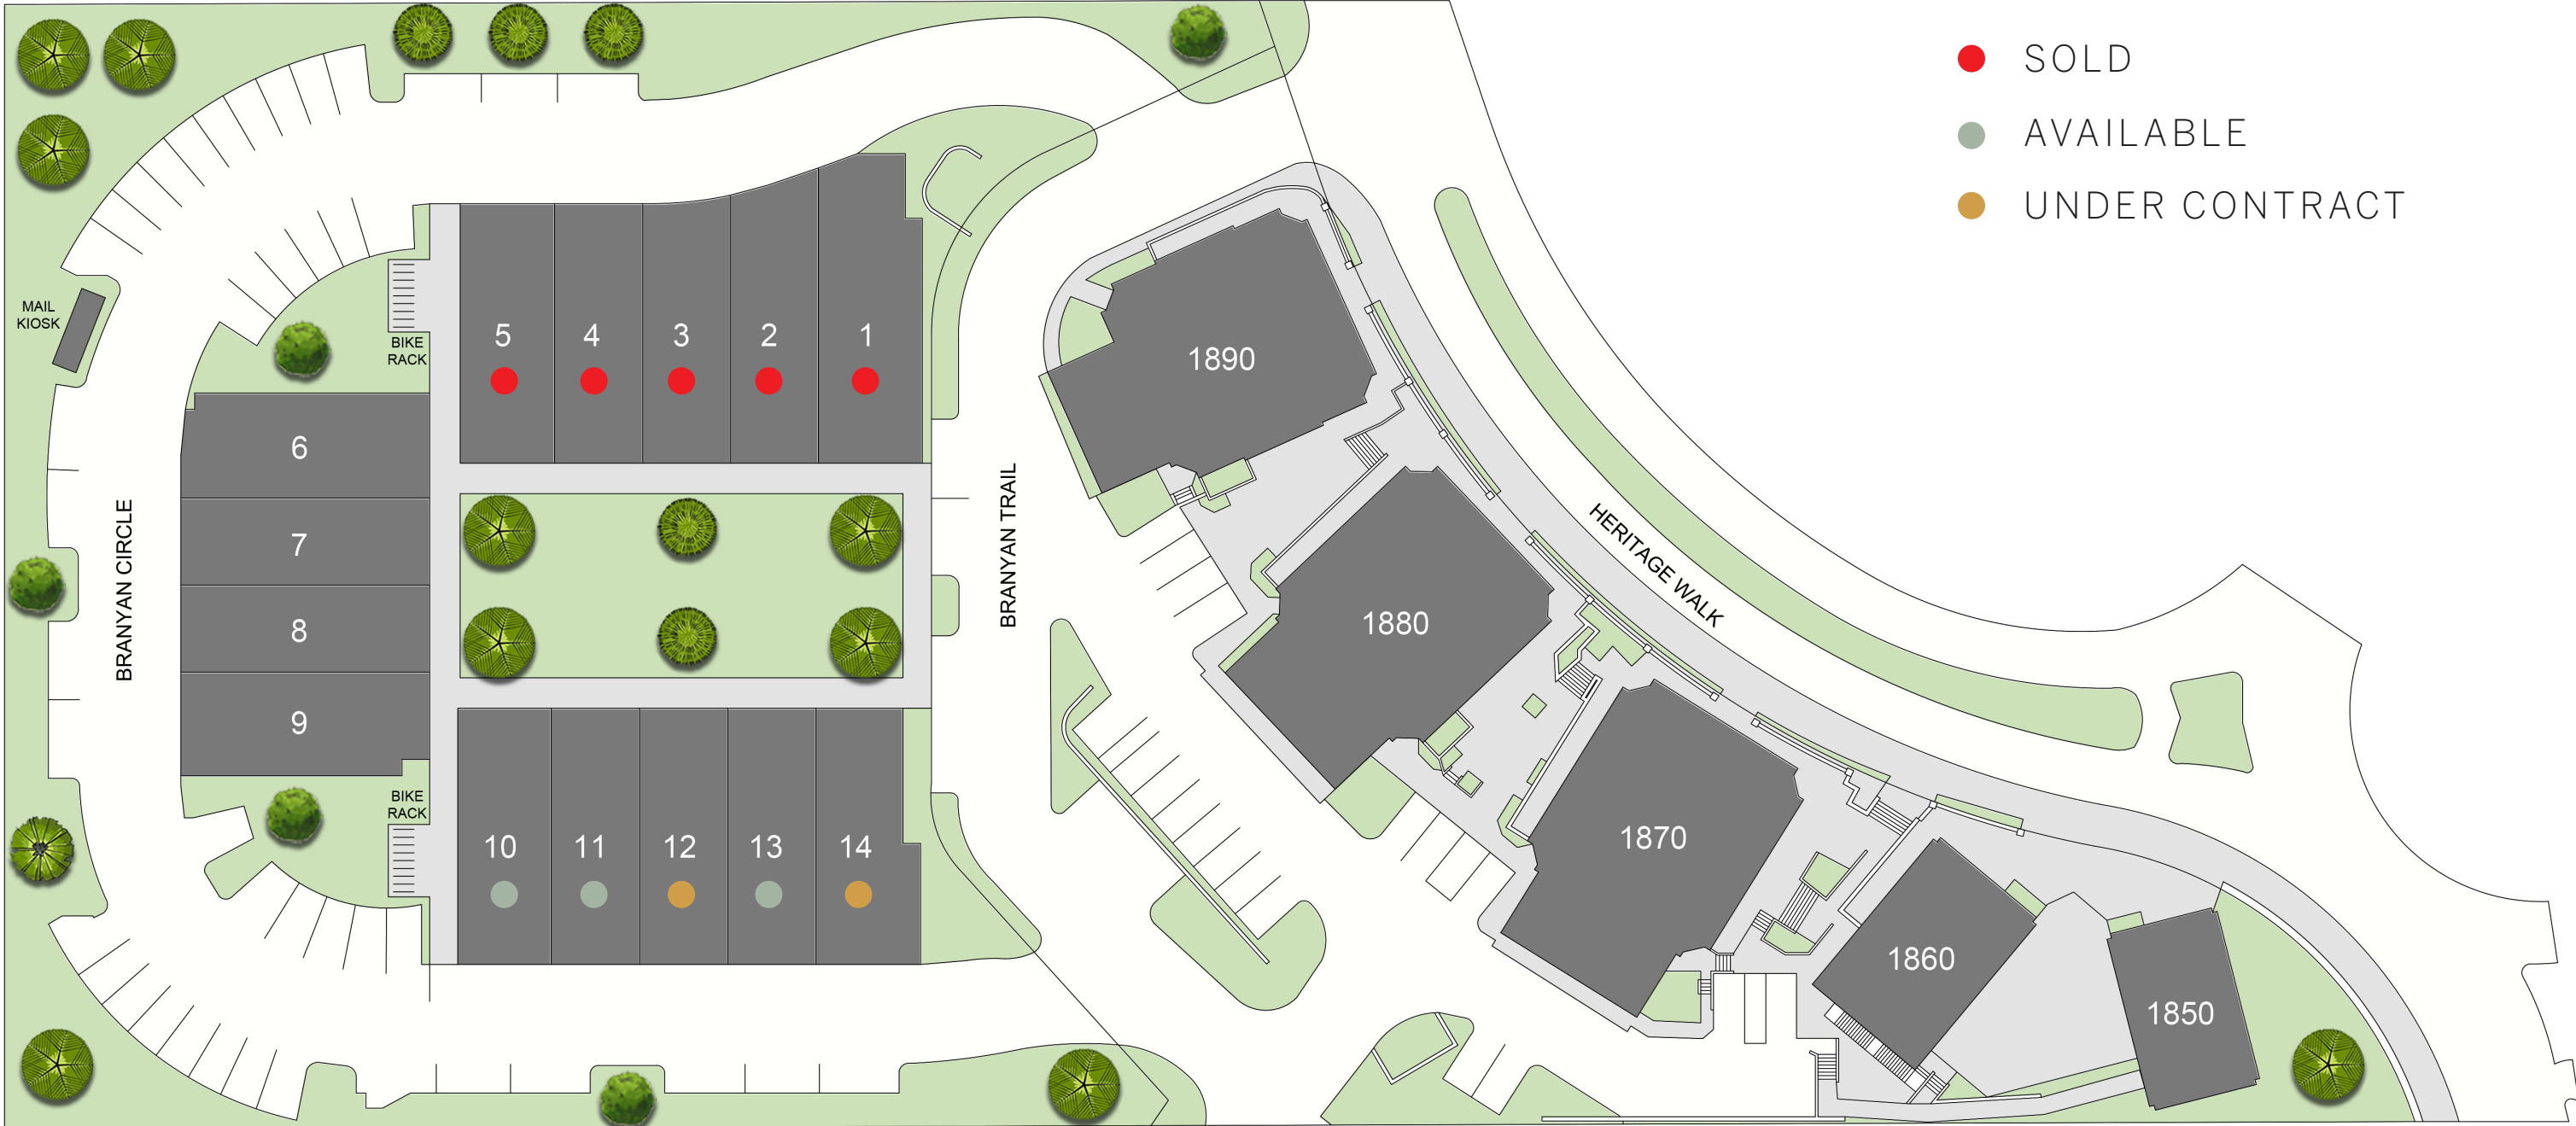 SOLD
AVAILABLE
UNDER CONTRACT
MAIL
KIOSK
BIKE
RACK
5
4
3
2
1
6
7
8
9
BRANYAN CIRCLE
BRANYAN TRAIL
BIKE
RACK
10
11
12
13
14
1890
1880
1870
1860
1850
HERITAGE WALK